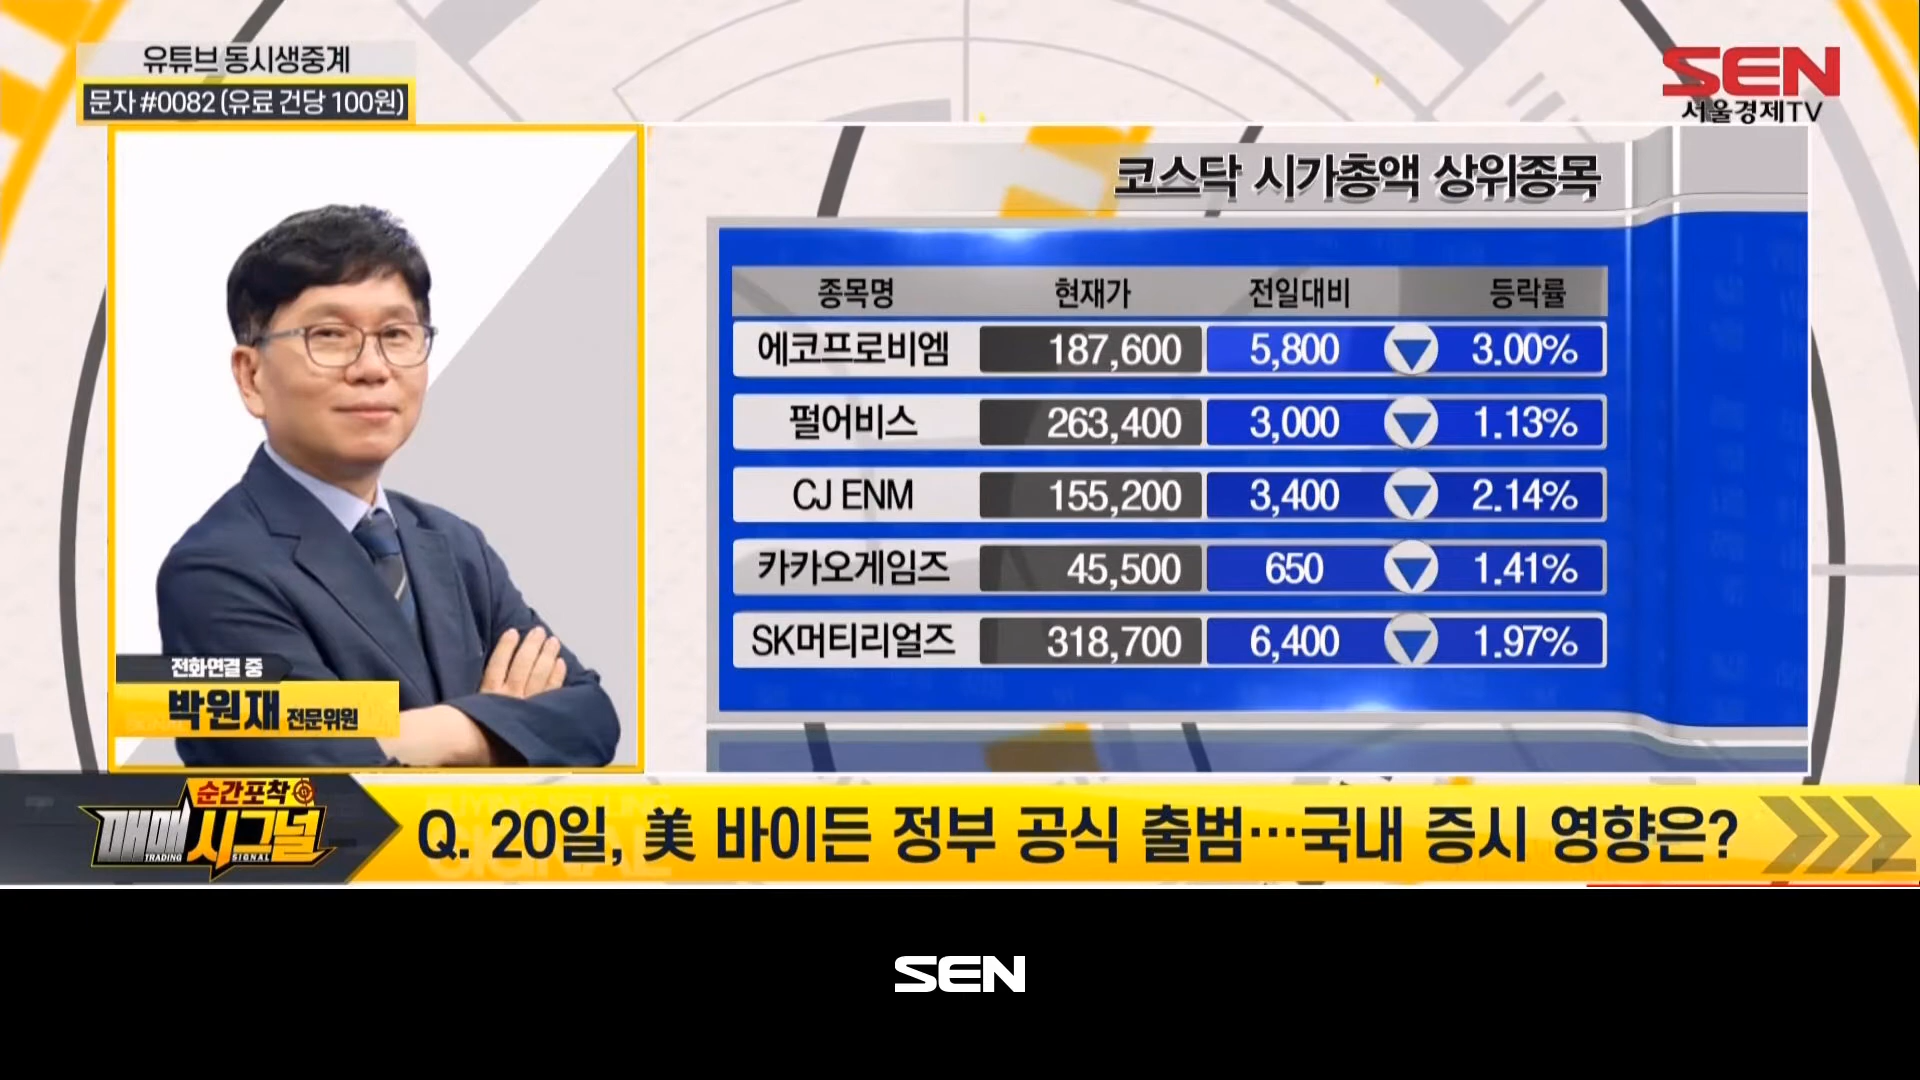 유튜브 동시생중계
문자 #0082 (유료 건당 100원)
SEN
서울경제TV
코스닥 시가총액 상위종목
종목명 현재가 전일대비 등락률
에코프로비엠 187,600 5,800 ▼ 3.00%
펄어비스 263,400 3,000 ▼ 1.13%
CJ ENM 155,200 3,400 ▼ 2.14%
카카오게임즈 45,500 650 ▼ 1.41%
SK머티리얼즈 318,700 6,400 ▼ 1.97%
전화연결 중
박원재 전문위원
순간포착
매매 시그널
TRADING SIGNAL
Q. 20일, 美 바이든 정부 공식 출범…국내 증시 영향은?
SEN